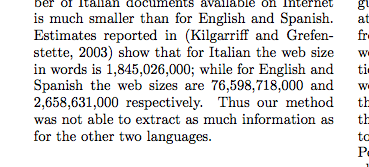 ber of Italian documents available on Internet
is much smaller than for English and Spanish.
Estimates reported in (Kilgarriff and Grefen-
stette, 2003) show that for Italian the web size
in words is 1,845,026,000; while for English and
Spanish the web sizes are 76,598,718,000 and
2,658,631,000 respectively. Thus our method
was not able to extract as much information as
for the other two languages.